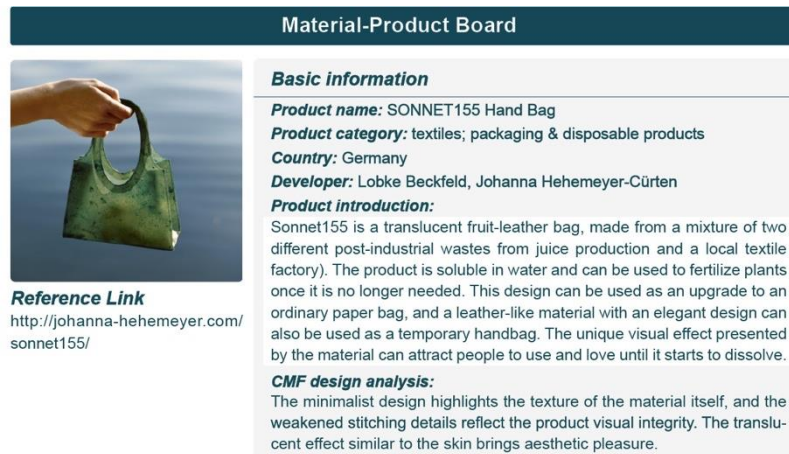 Material-Product Board
Reference Link
http://johanna-hehemeyer.com/
sonnet155/
Basic information
Product name: SONNET155 Hand Bag
Product category: textiles; packaging & disposable products
Country: Germany
Developer: Lobke Beckfeld, Johanna Hehemeyer-Cürten
Product introduction:
Sonnet155 is a translucent fruit-leather bag, made from a mixture of two
different post-industrial wastes from juice production and a local textile
factory). The product is soluble in water and can be used to fertilize plants
once it is no longer needed. This design can be used as an upgrade to an
ordinary paper bag, and a leather-like material with an elegant design can
also be used as a temporary handbag. The unique visual effect presented
by the material can attract people to use and love until it starts to dissolve.
CMF design analysis:
The minimalist design highlights the texture of the material itself, and the
weakened stitching details reflect the product visual integrity. The translu-
cent effect similar to the skin brings aesthetic pleasure.